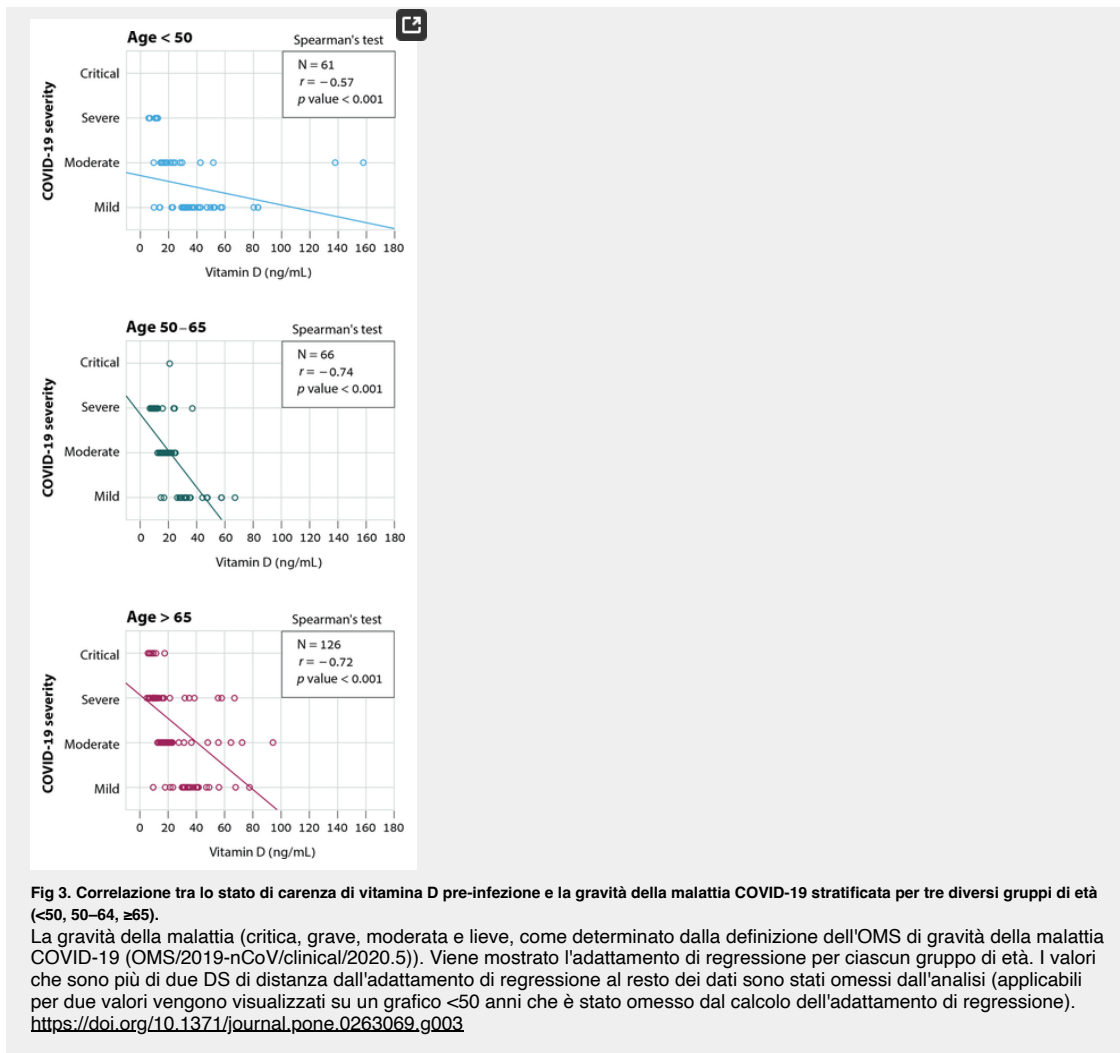 Age < 50
Spearman's test
N = 61
r = −0.57
p value < 0.001
COVID-19 severity
Critical
Severe
Moderate
Mild
0 20 40 60 80 100 120 140 160 180
Vitamin D (ng/mL)
Age 50–65
Spearman's test
N = 66
r = −0.74
p value < 0.001
COVID-19 severity
Critical
Severe
Moderate
Mild
0 20 40 60 80 100 120 140 160 180
Vitamin D (ng/mL)
Age > 65
Spearman's test
N = 126
r = −0.72
p value < 0.001
COVID-19 severity
Critical
Severe
Moderate
Mild
0 20 40 60 80 100 120 140 160 180
Vitamin D (ng/mL)
Fig 3. Correlazione tra lo stato di carenza di vitamina D pre-infezione e la gravità della malattia COVID-19 stratificata per tre diversi gruppi di età
(<50, 50–64, ≥65).
La gravità della malattia (critica, grave, moderata e lieve, come determinato dalla definizione dell'OMS di gravità della malattia
COVID-19 (OMS/2019-nCoV/clinical/2020.5)). Viene mostrato l'adattamento di regressione per ciascun gruppo di età. I valori
che sono più di due DS di distanza dall'adattamento di regressione al resto dei dati sono stati omessi dall'analisi (applicabili
per due valori vengono visualizzati su un grafico <50 anni che è stato omesso dal calcolo dell'adattamento di regressione).
https://doi.org/10.1371/journal.pone.0263069.g003